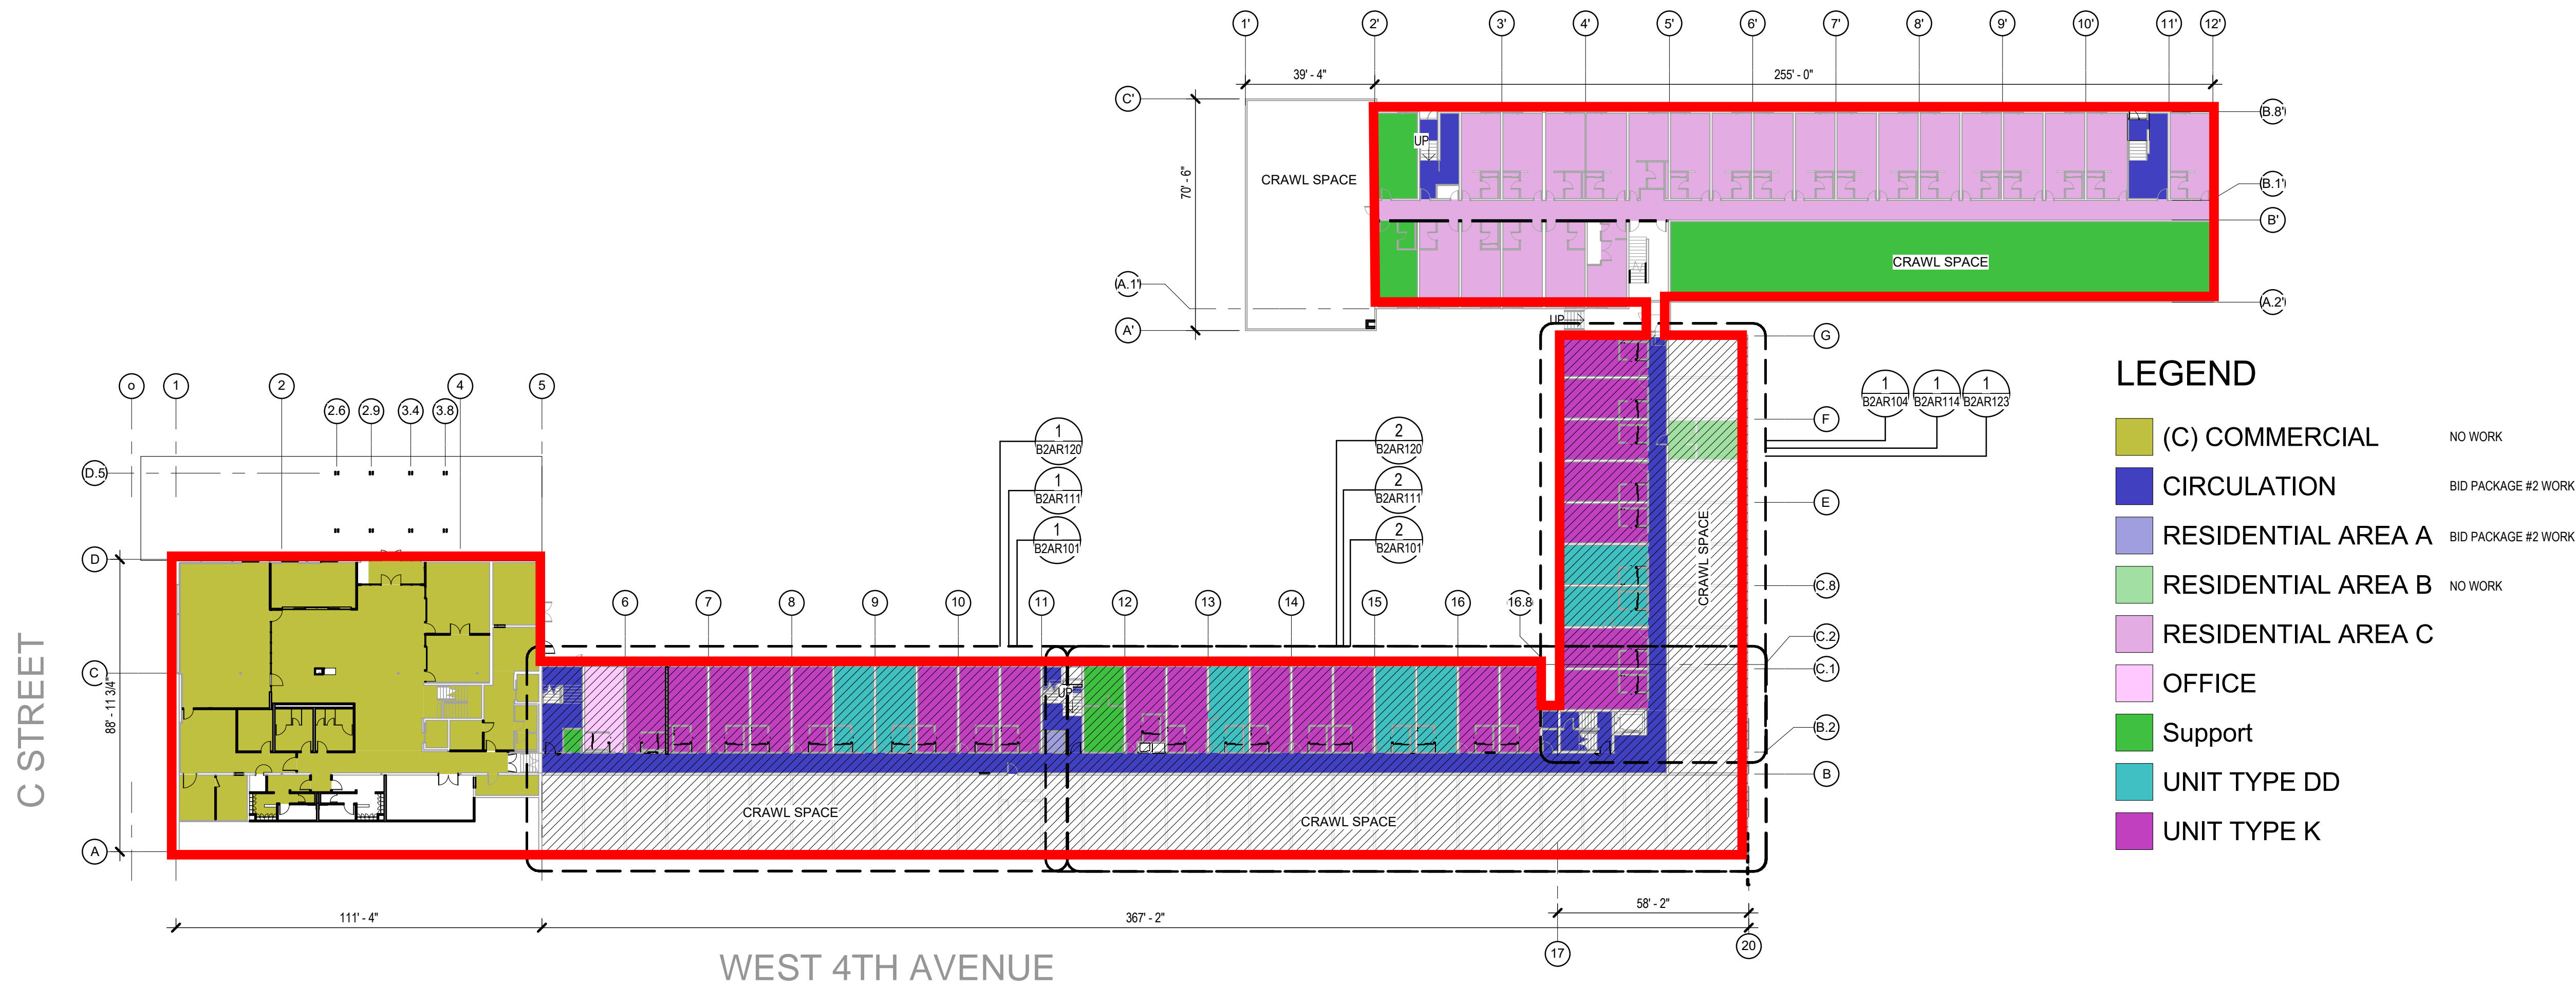 1' 2' 3' 4' 5' 6' 7' 8' 9' 10' 11' 12'
39' - 4" 255' - 0"
C' B.8'
UP
CRAWL SPACE
70' - 6"
B.1'
B'
CRAWL SPACE
A.1' A.2'
UP
A' G
o 1 2 4 5
2.6 2.9 3.4 3.8
1 1 1
B2AR104 B2AR114 B2AR123
F
1 2
B2AR120 B2AR120
D.5
1 2
B2AR111 B2AR111
E
1 2
B2AR101 B2AR101
CRAWL SPACE
D
C.8
6 7 8 9 10 11 12 13 14 15 16 16.8
C.2
C C.1
88' - 11 3/4"
UP
B.2
B
CRAWL SPACE CRAWL SPACE
A
C STREET
111' - 4" 367' - 2" 58' - 2"
17 20
WEST 4TH AVENUE
LEGEND
(C) COMMERCIAL NO WORK
CIRCULATION BID PACKAGE #2 WORK
RESIDENTIAL AREA A BID PACKAGE #2 WORK
RESIDENTIAL AREA B NO WORK
RESIDENTIAL AREA C
OFFICE
Support
UNIT TYPE DD
UNIT TYPE K